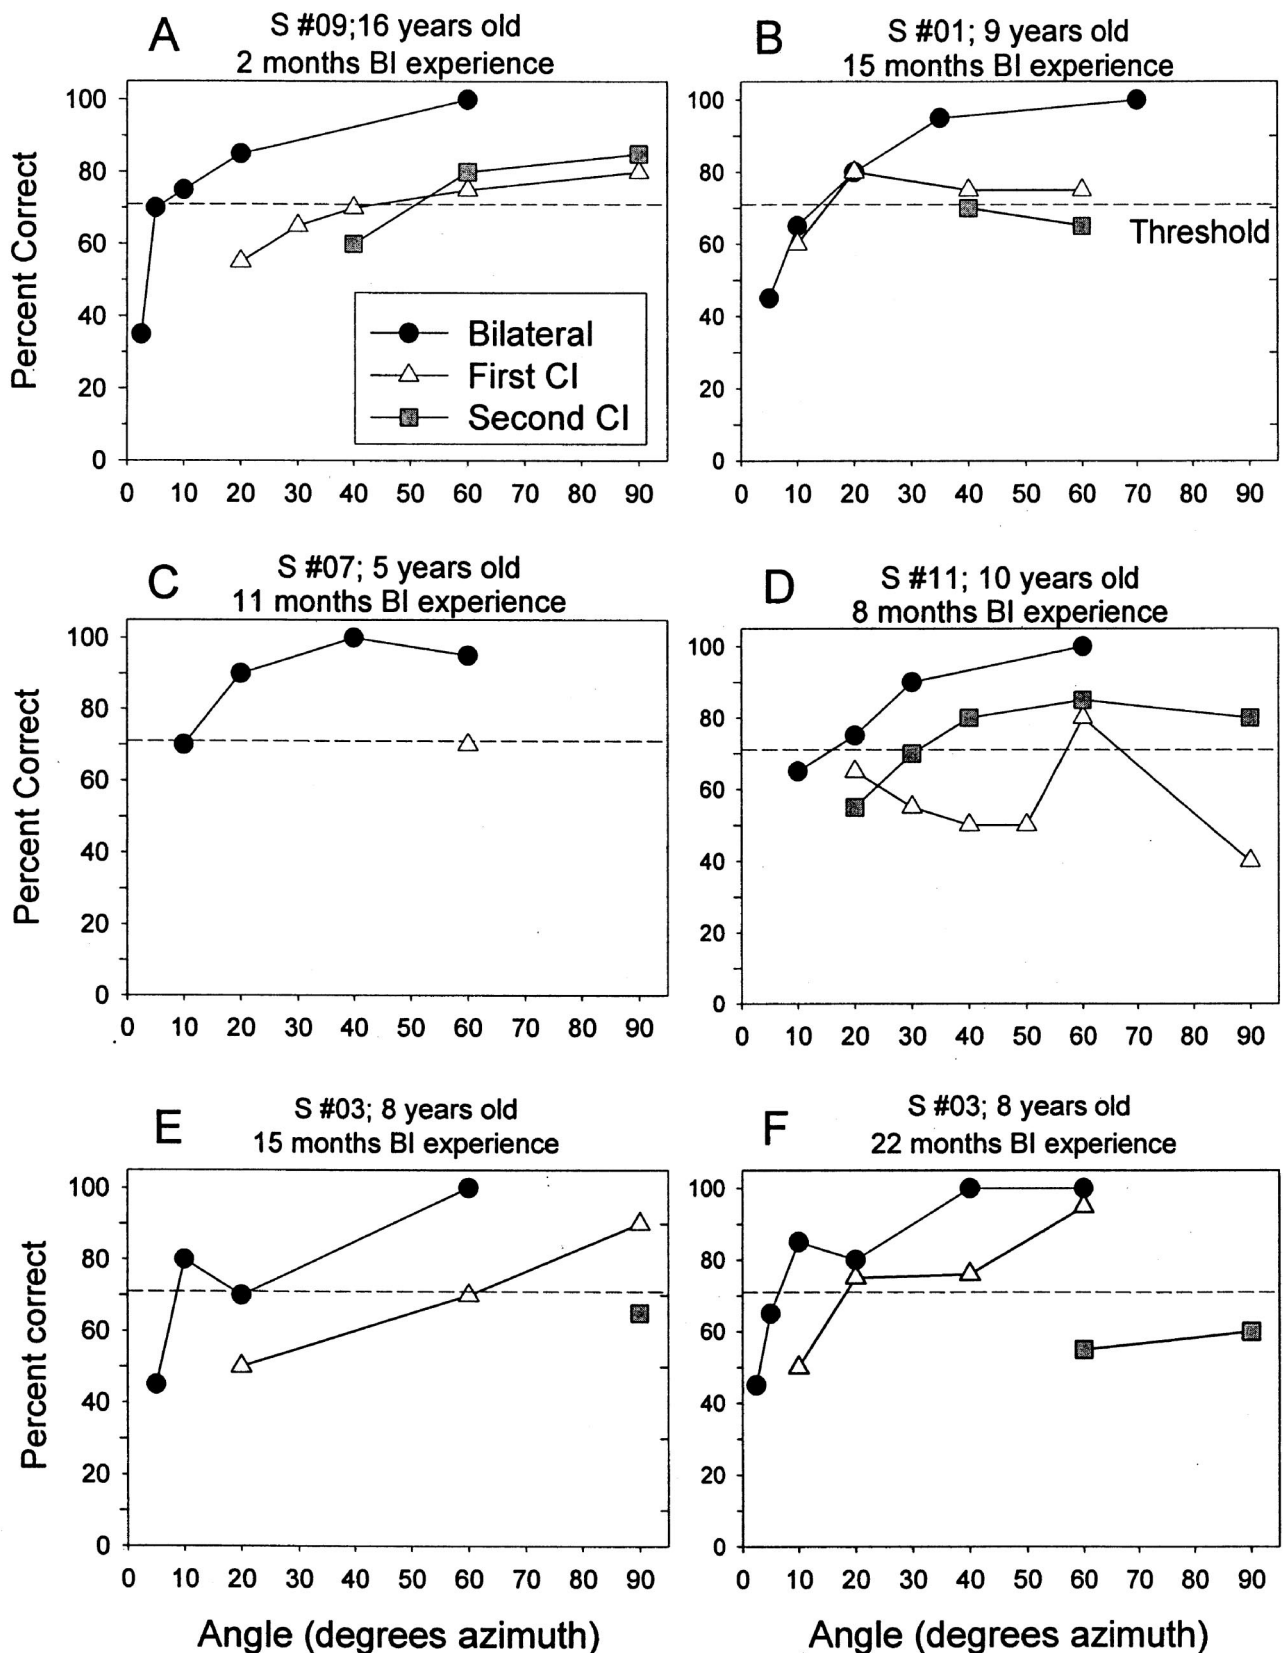 A
S #09;16 years old
2 months BI experience
Percent Correct
100
80
60
40
20
0
0 10 20 30 40 50 60 70 80 90
Bilateral
First CI
Second CI
B
S #01; 9 years old
15 months BI experience
100
80
60
40
20
0
0 10 20 30 40 50 60 70 80 90
Threshold
C
S #07; 5 years old
11 months BI experience
Percent Correct
100
80
60
40
20
0
0 10 20 30 40 50 60 70 80 90
D
S #11; 10 years old
8 months BI experience
100
80
60
40
20
0
0 10 20 30 40 50 60 70 80 90
E
S #03; 8 years old
15 months BI experience
Percent correct
100
80
60
40
20
0
0 10 20 30 40 50 60 70 80 90
Angle (degrees azimuth)
F
S #03; 8 years old
22 months BI experience
100
80
60
40
20
0
0 10 20 30 40 50 60 70 80 90
Angle (degrees azimuth)